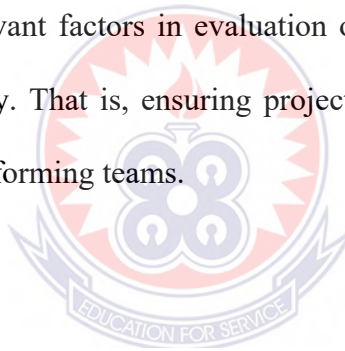 vant factors in evaluation
y. That is, ensuring project
forming teams.
EDUCATION FOR SERVICE